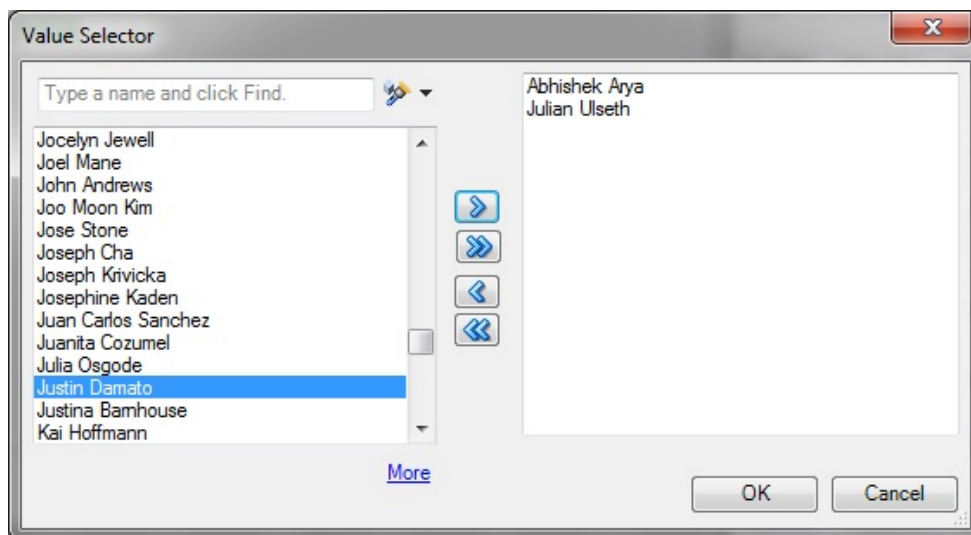 Value Selector
Type a name and click Find.
Jocelyn Jewell
Joel Mane
John Andrews
Joo Moon Kim
Jose Stone
Joseph Cha
Joseph Krivicka
Josephine Kaden
Juan Carlos Sanchez
Juanita Cozumel
Julia Osgode
Justin Damato
Justina Barnhouse
Kai Hoffmann
More
Abhishek Arya
Julian Ulseth
OK
Cancel